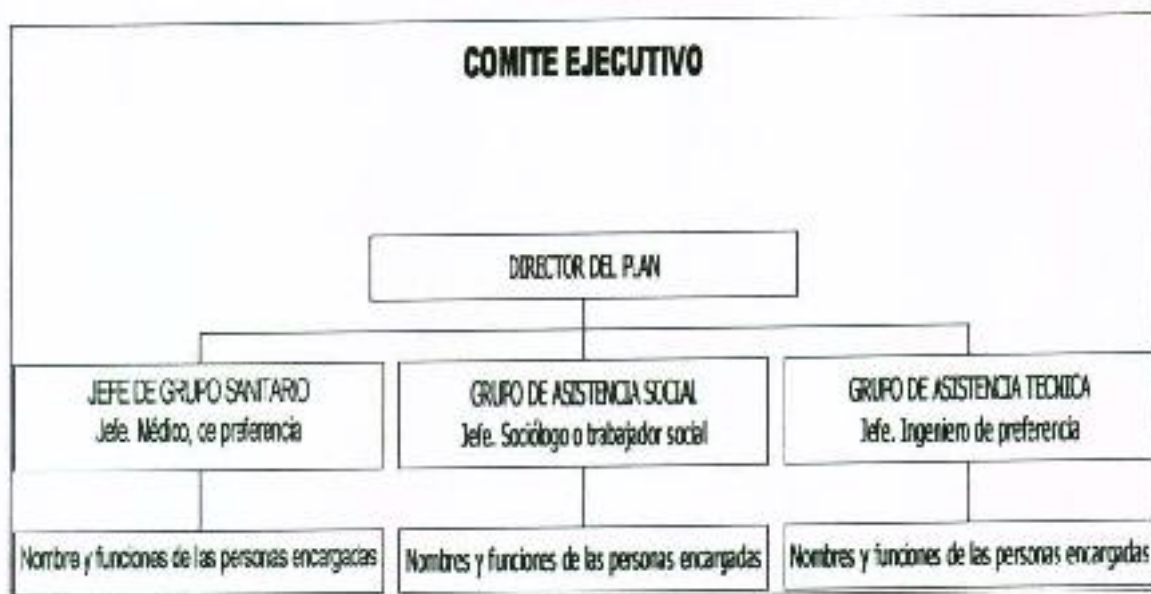 COMITE EJECUTIVO
DIRECTOR DEL PLAN
JEFE DE GRUPO SANITARIO
Jefe. Médico, de preferencia
GRUPO DE ASISTENCIA SOCIAL
Jefe. Sociólogo o trabajador social
GRUPO DE ASISTENCIA TECNICA
Jefe. Ingeniero de preferencia
Nombre y funciones de las personas encargadas
Nombres y funciones de las personas encargadas
Nombres y funciones de las personas encargadas